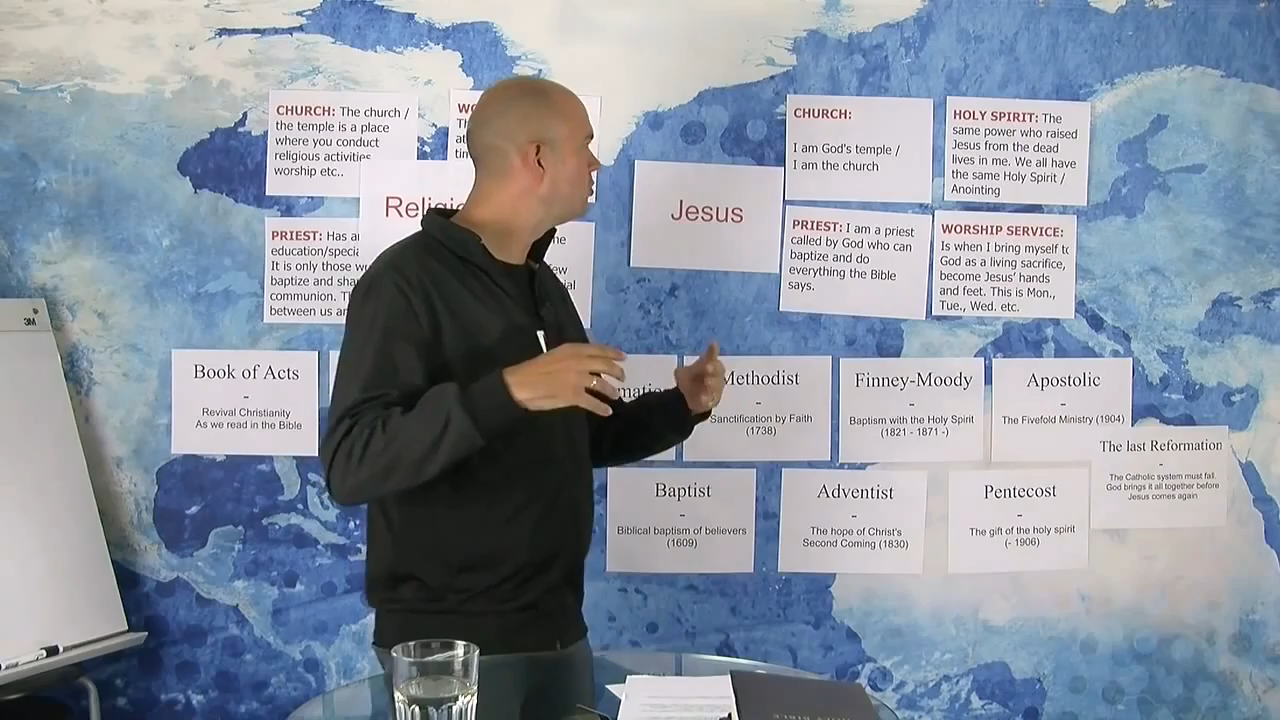 CHURCH: The church /
the temple is a place
where you conduct
religious activities
worship etc..
PRIEST: Has
education/specia
It is only those
baptize and sha
communion.
between us
Jesus
CHURCH:
I am God's temple /
I am the church
HOLY SPIRIT: The
same power who raised
Jesus from the dead
lives in me. We all have
the same Holy Spirit /
Anointing
PRIEST: I am a priest
called by God who can
baptize and do
everything the Bible
says.
WORSHIP SERVICE:
Is when I bring myself to
God as a living sacrifice,
become Jesus' hands
and feet. This is Mon.,
Tue., Wed. etc.
Book of Acts
-
Revival Christianity
As we read in the Bible
Methodist
-
Sanctification by Faith
(1738)
Finney-Moody
-
Baptism with the Holy Spirit
(1821 - 1871 -)
Apostolic
-
The Fivefold Ministry (1904)
The last Reformation
-
The Catholic system must fall.
God brings it all together before
Jesus comes again
Baptist
-
Biblical baptism of believers
(1609)
Adventist
-
The hope of Christ's
Second Coming (1830)
Pentecost
-
The gift of the holy spirit
(- 1906)
3M
HOLY BIBLE